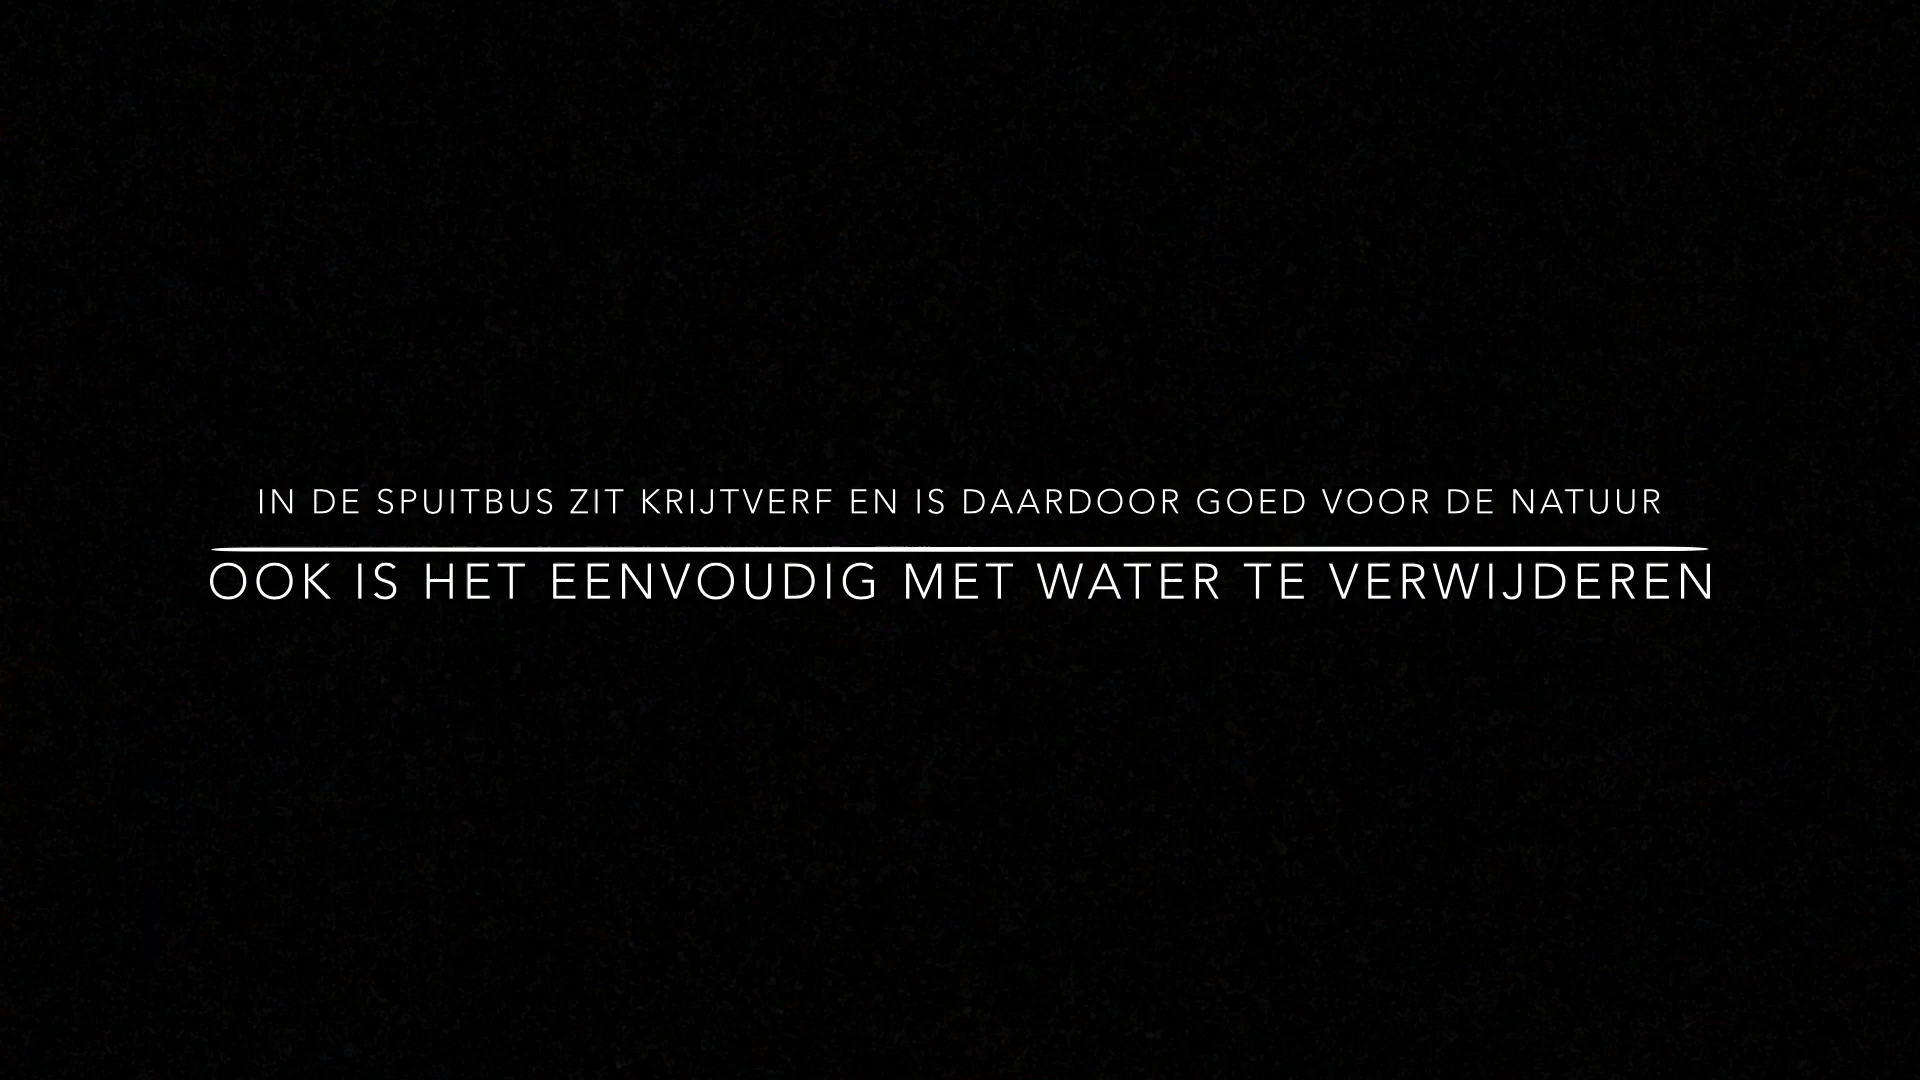 IN DE SPUITBUS ZIT KRIJTVERF EN IS DAARDOOR GOED VOOR DE NATUUR
OOK IS HET EENVOUDIG MET WATER TE VERWIJDEREN